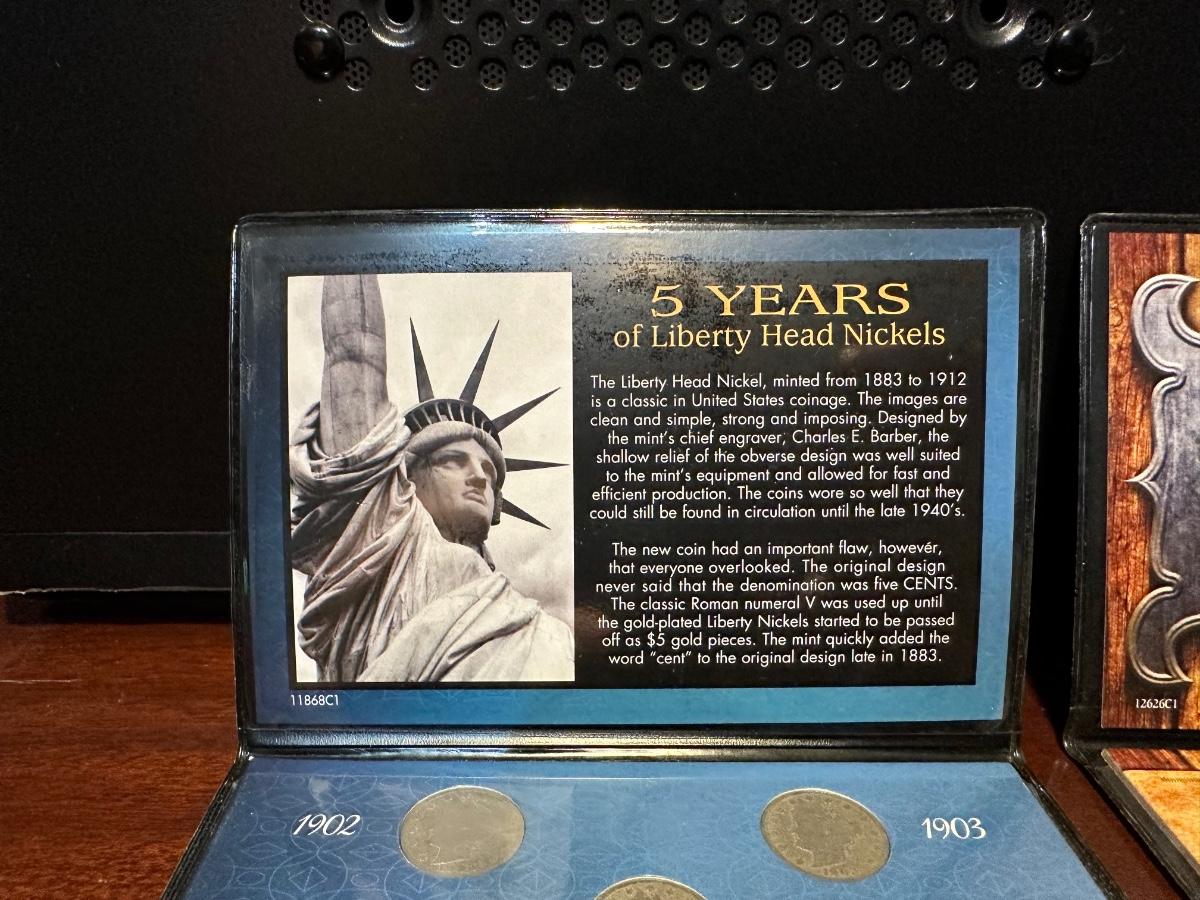 5 YEARS
of Liberty Head Nickels
The Liberty Head Nickel, minted from 1883 to 1912
is a classic in United States coinage. The images are
clean and simple, strong and imposing. Designed by
the mint's chief engraver, Charles E. Barber, the
shallow relief of the obverse design was well suited
to the mint's equipment and allowed for fast and
efficient production. The coins wore so well that they
could still be found in circulation until the late 1940's.
The new coin had an important flaw, however,
that everyone overlooked. The original design
never said that the denomination was five CENTS.
The classic Roman numeral V was used up until
the gold-plated Liberty Nickels started to be passed
off as $5 gold pieces. The mint quickly added the
word "cent" to the original design late in 1883.
11868C1
12626C1
1902
1903